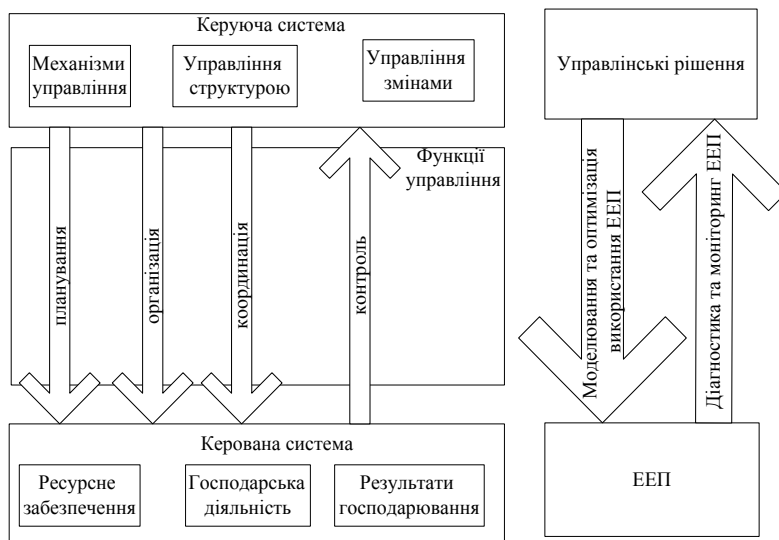 Керуюча система
Механізми
управління
Управління
структурою
Управління
змінами
Функції
управління
планування
організація
координація
контроль
Керована система
Ресурсне
забезпечення
Господарська
діяльність
Результати
господарювання
Управлінські рішення
Моделювання та оптимізація
використання ЕЕП
Діагностика та моніторинг ЕЕП
ЕЕП